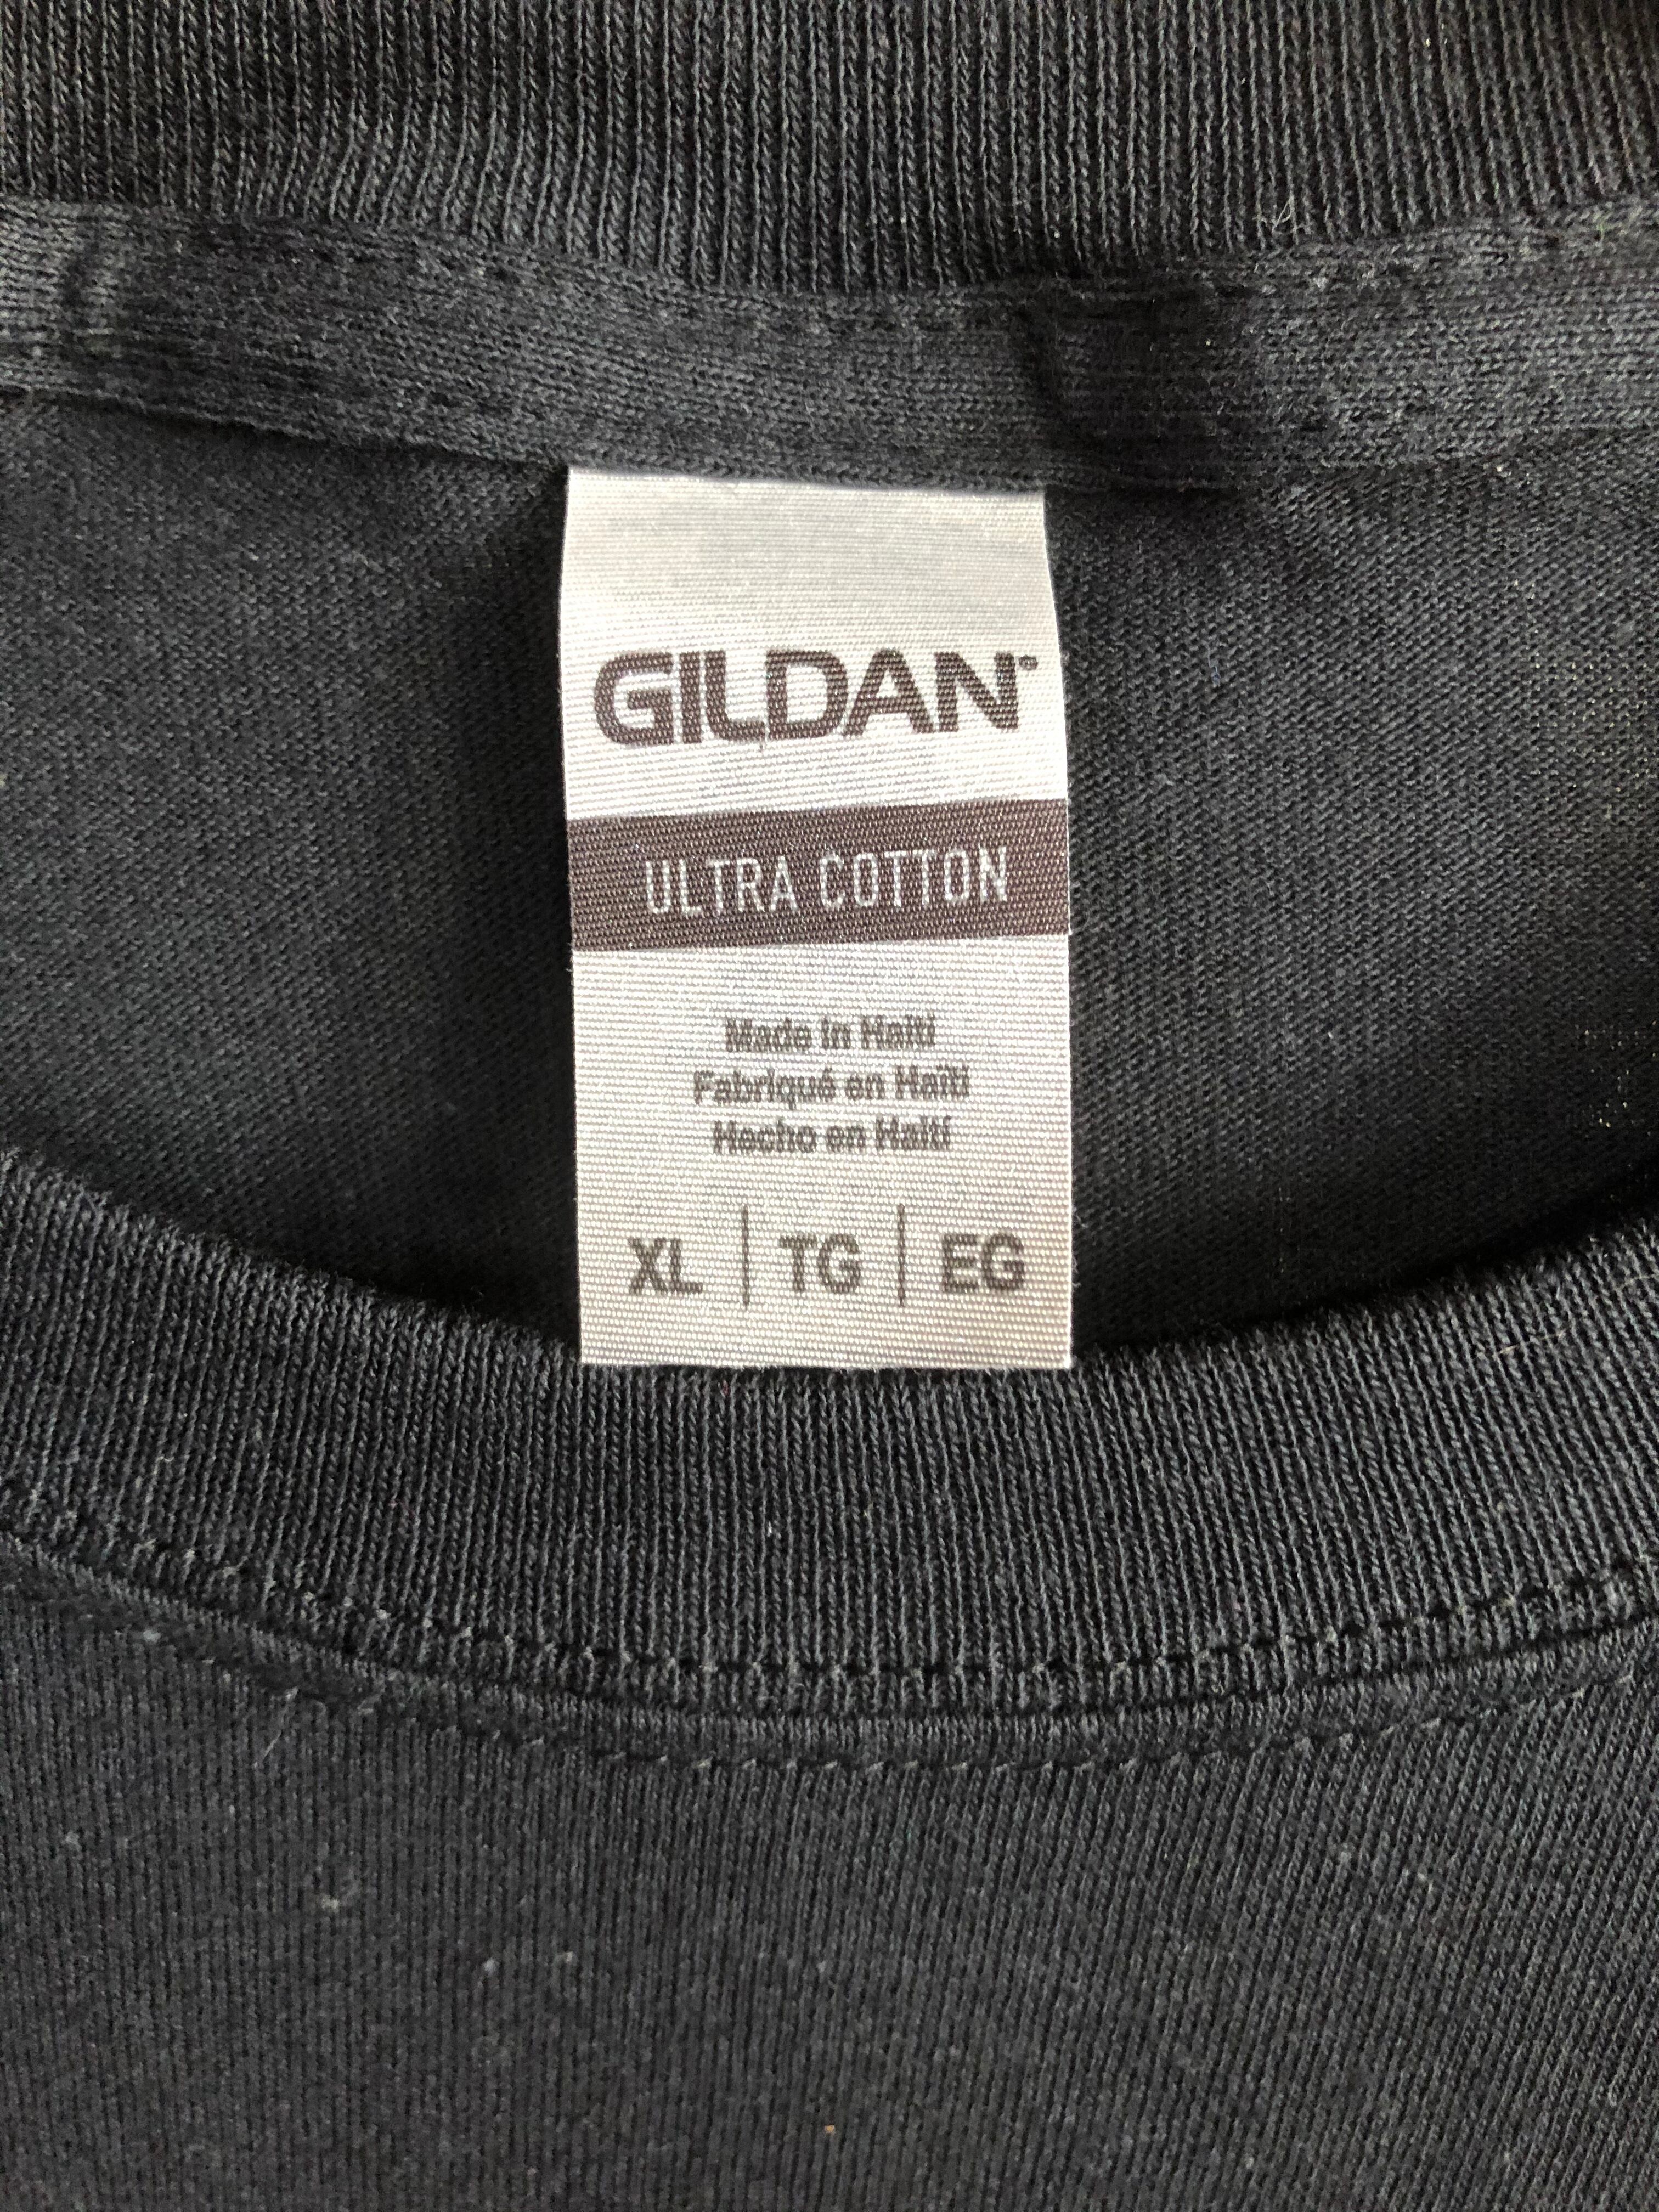 GILDAN
ULTRA COTTON
Made in Haiti
Fabriqué en Haïti
Hecho en Haití
XL | TG | EG